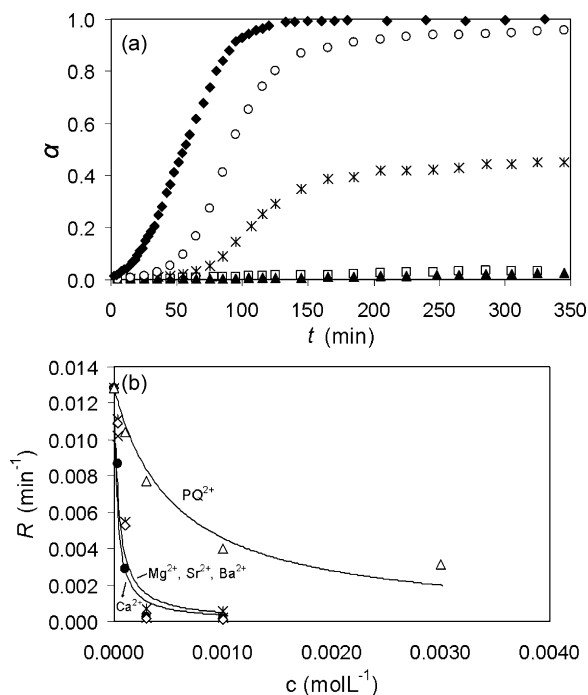 (a)
1.0
0.8
0.6
0.4
0.2
0.0
α
0 50 100 150 200 250 300 350
t (min)
(b)
0.014
0.012
0.010
0.008
0.006
0.004
0.002
0.000
R (min⁻¹)
PQ²⁺
Mg²⁺, Sr²⁺, Ba²⁺
Ca²⁺
0.0000 0.0010 0.0020 0.0030 0.0040
c (molL⁻¹)